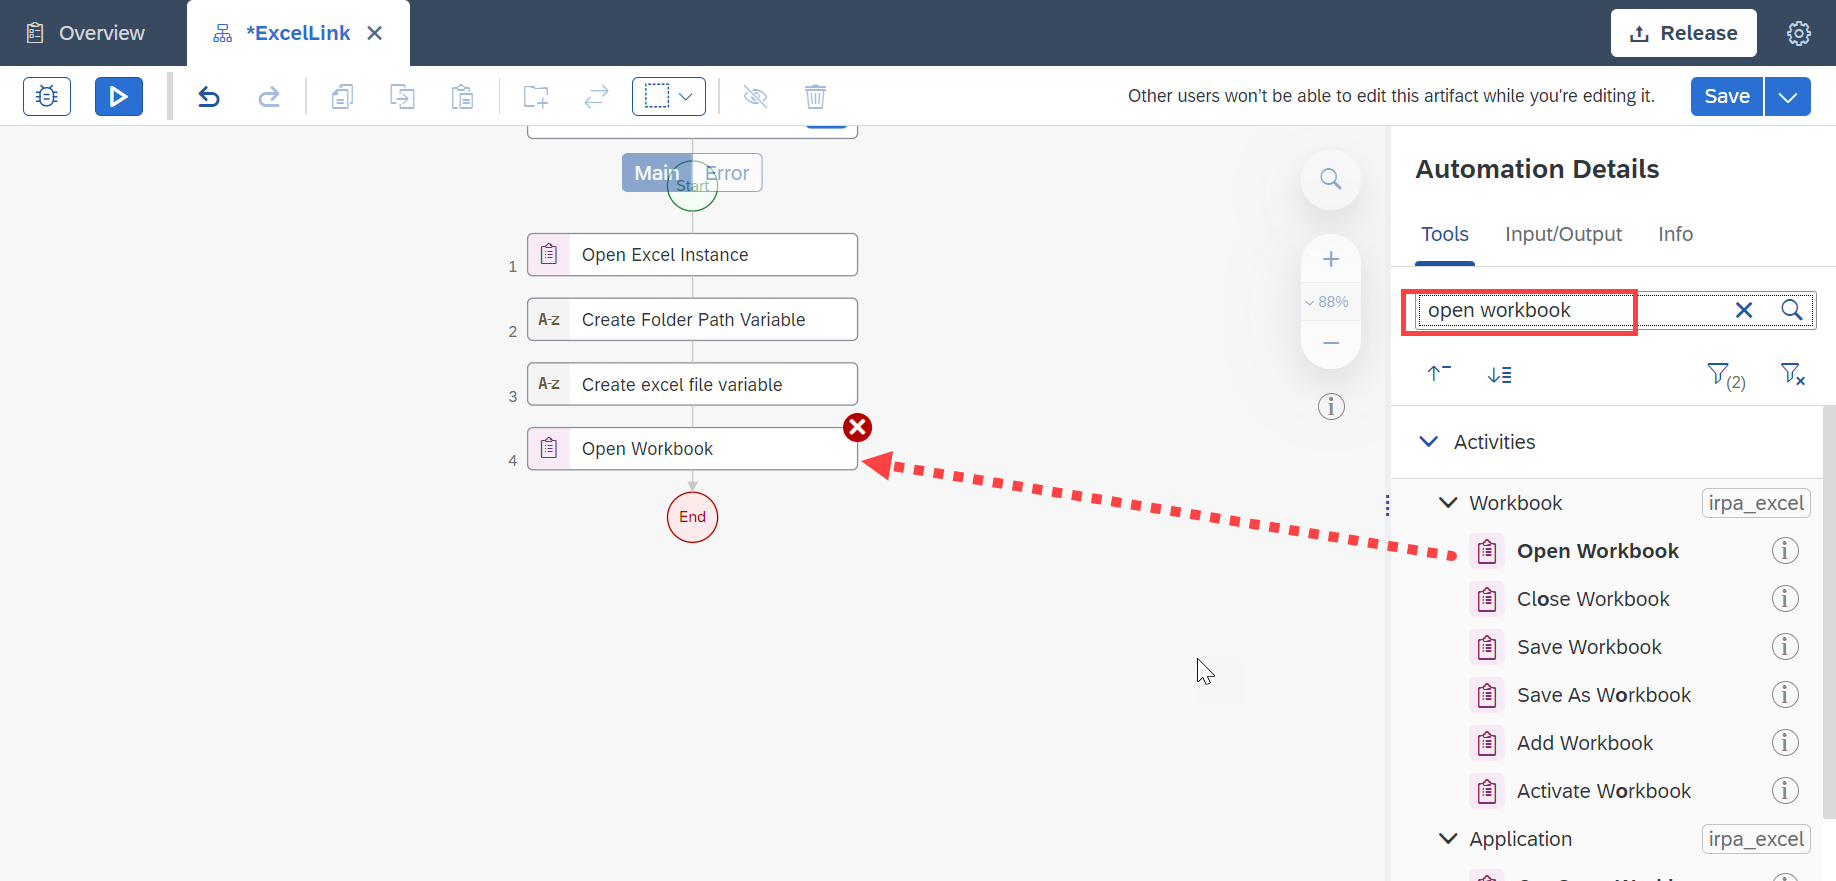 Overview
*ExcelLink
Release
Other users won't be able to edit this artifact while you're editing it.
Save
Main
Error
Start
1
Open Excel Instance
2
A-Z
Create Folder Path Variable
3
A-Z
Create excel file variable
4
Open Workbook
End
88%
Automation Details
Tools
Input/Output
Info
open workbook
(2)
Activities
Workbook
irpa_excel
Open Workbook
Close Workbook
Save Workbook
Save As Workbook
Add Workbook
Activate Workbook
Application
irpa_excel